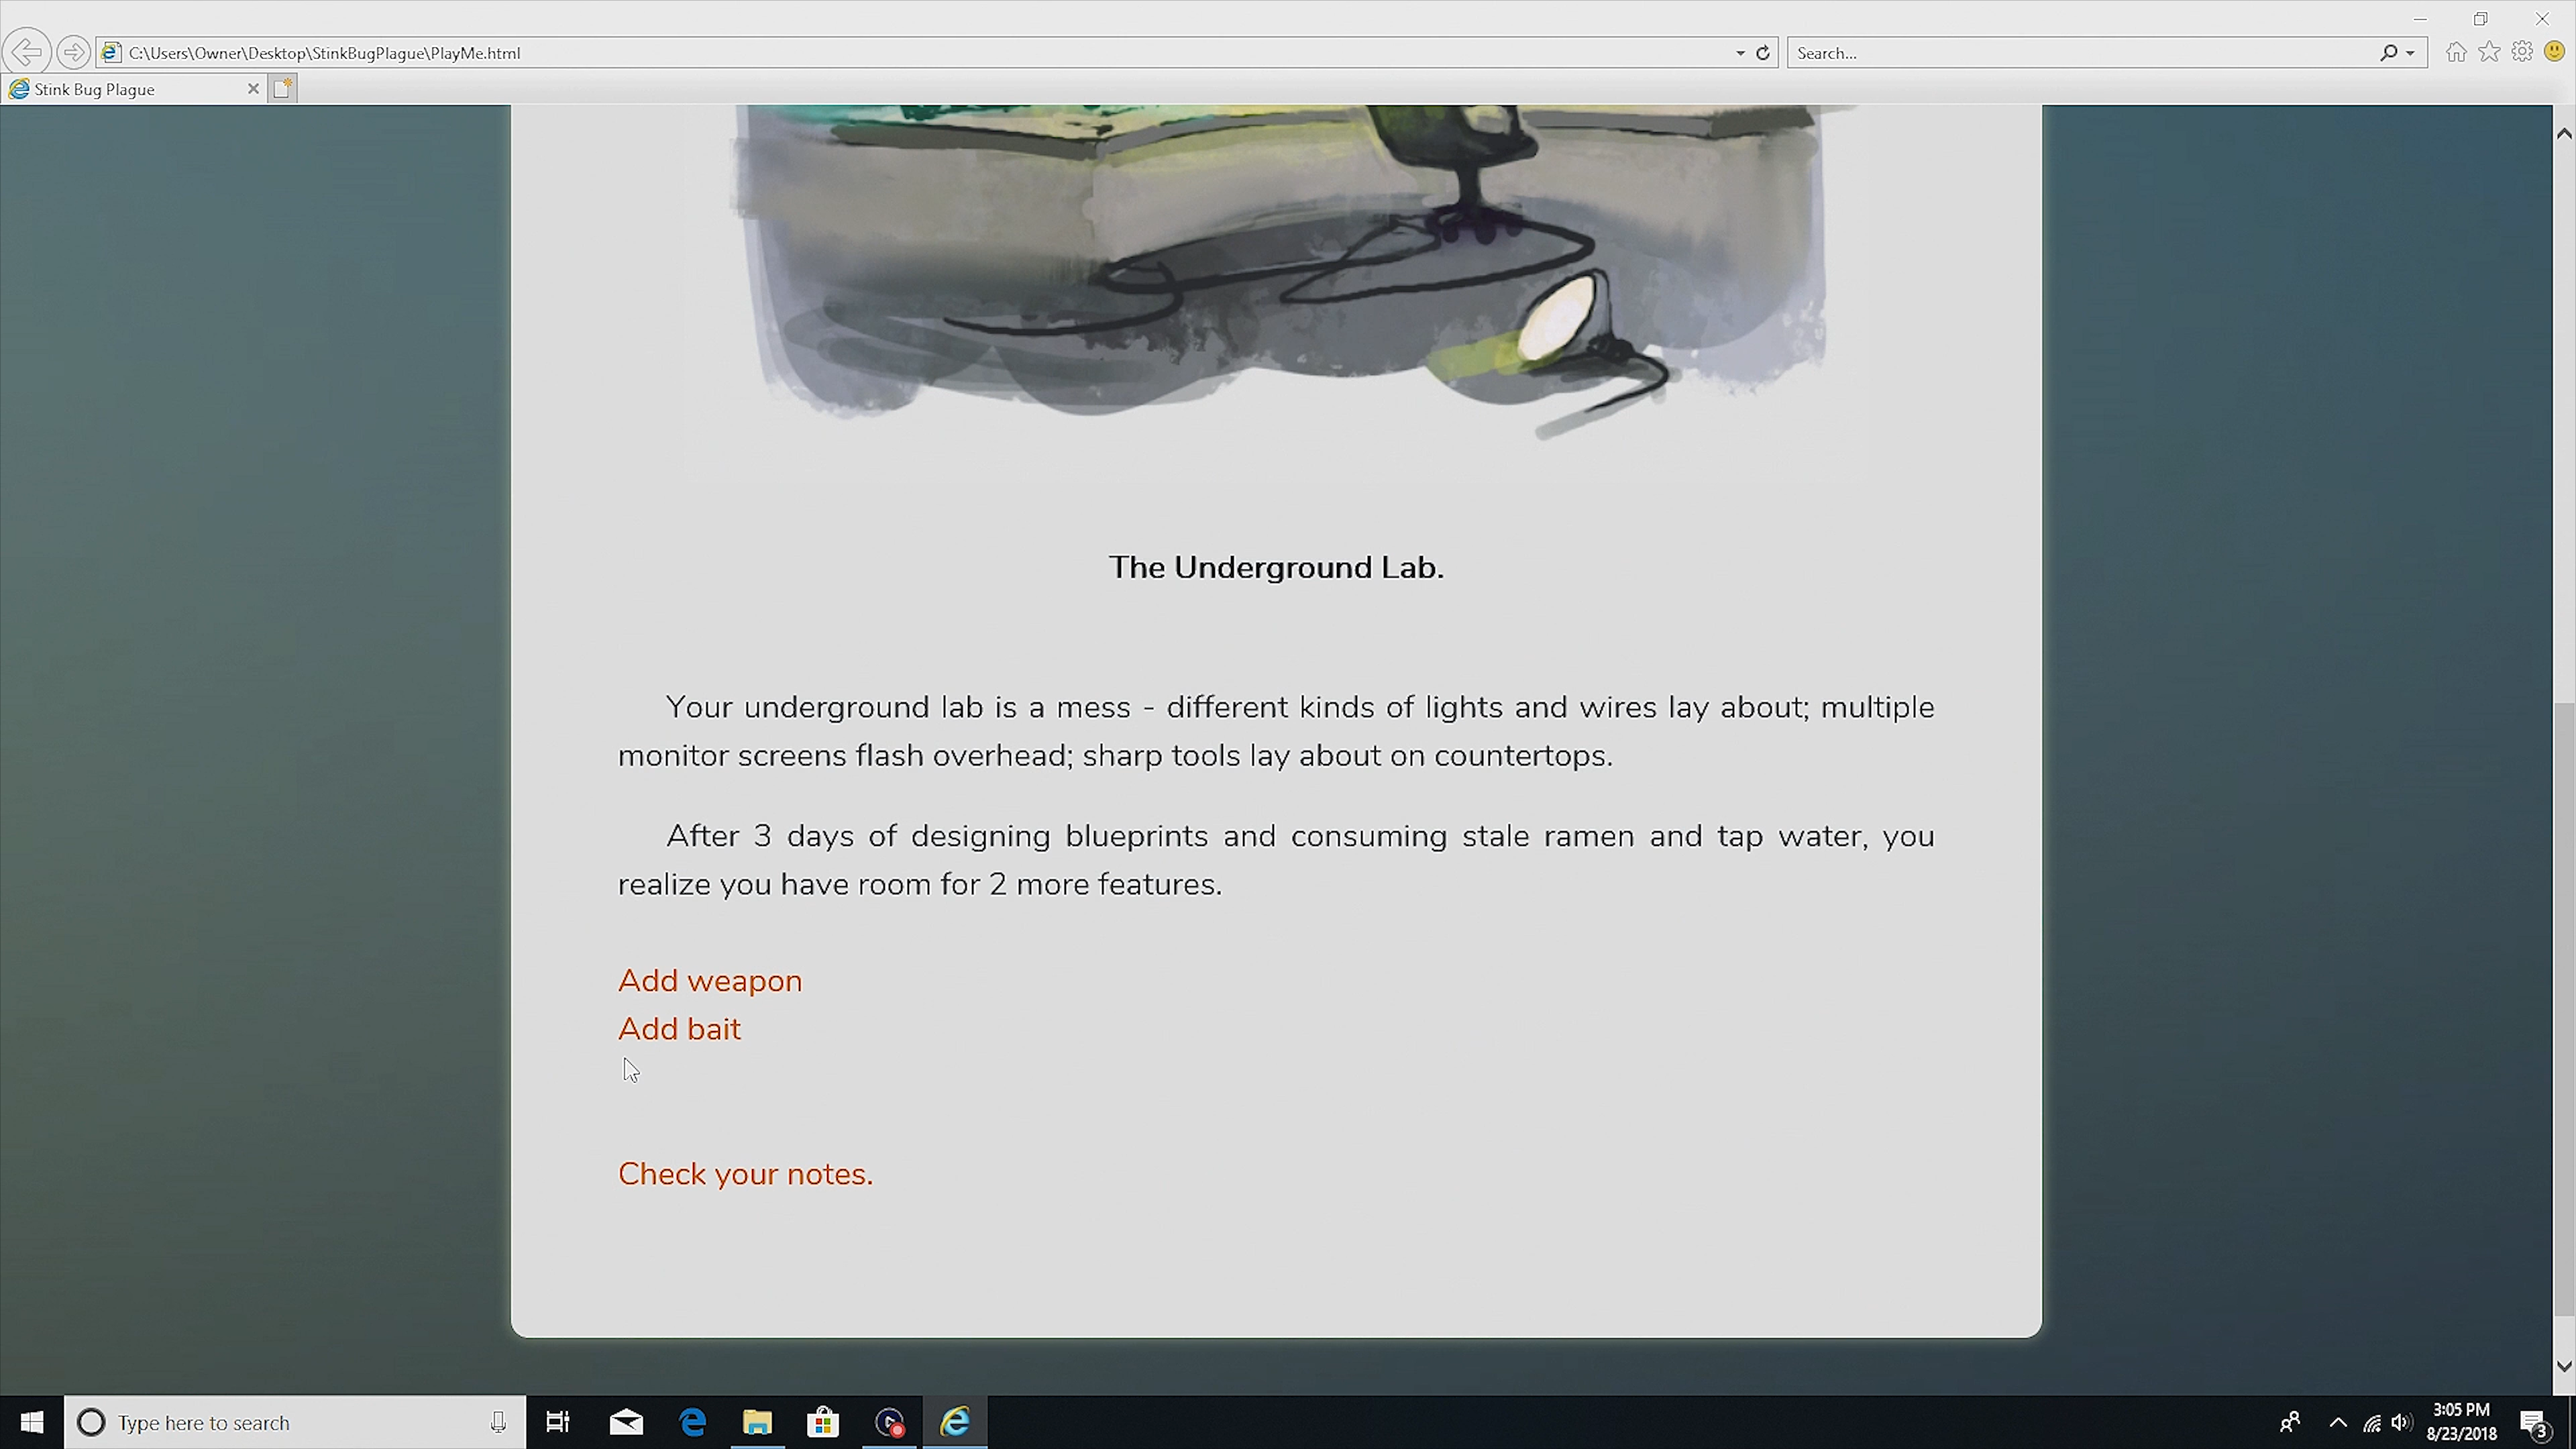 C:\Users\Owner\Desktop\StinkBugPlague\PlayMe.html
Search...
Stink Bug Plague
The Underground Lab.
Your underground lab is a mess - different kinds of lights and wires lay about; multiple
monitor screens flash overhead; sharp tools lay about on countertops.
After 3 days of designing blueprints and consuming stale ramen and tap water, you
realize you have room for 2 more features.
Add weapon
Add bait
Check your notes.
Type here to search
3:05 PM
8/23/2018
3